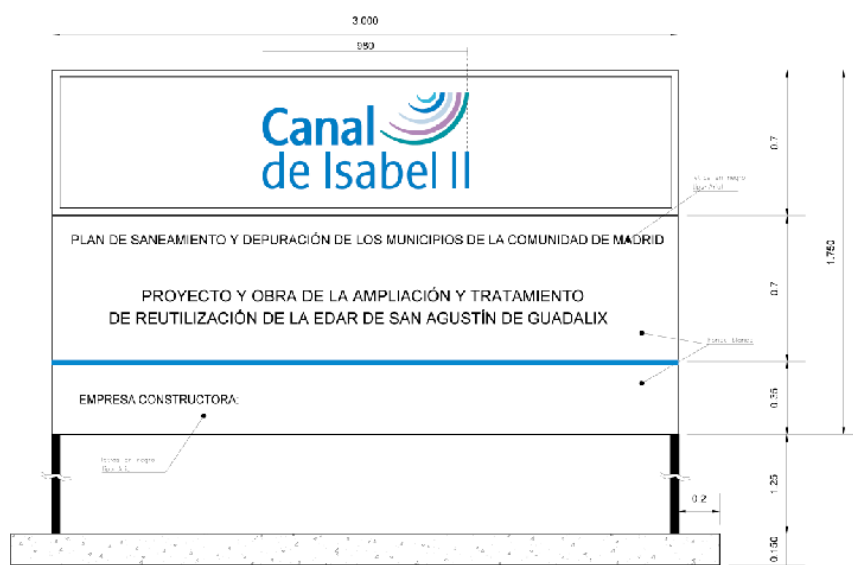 3.000
980
Canal
de Isabel II
0.7
PLAN DE SANEAMIENTO Y DEPURACIÓN DE LOS MUNICIPIOS DE LA COMUNIDAD DE MADRID
1.750
PROYECTO Y OBRA DE LA AMPLIACIÓN Y TRATAMIENTO
DE REUTILIZACIÓN DE LA EDAR DE SAN AGUSTÍN DE GUADALIX
0.7
EMPRESA CONSTRUCTORA:
0.35
en negro
1.25
0.2
0.150